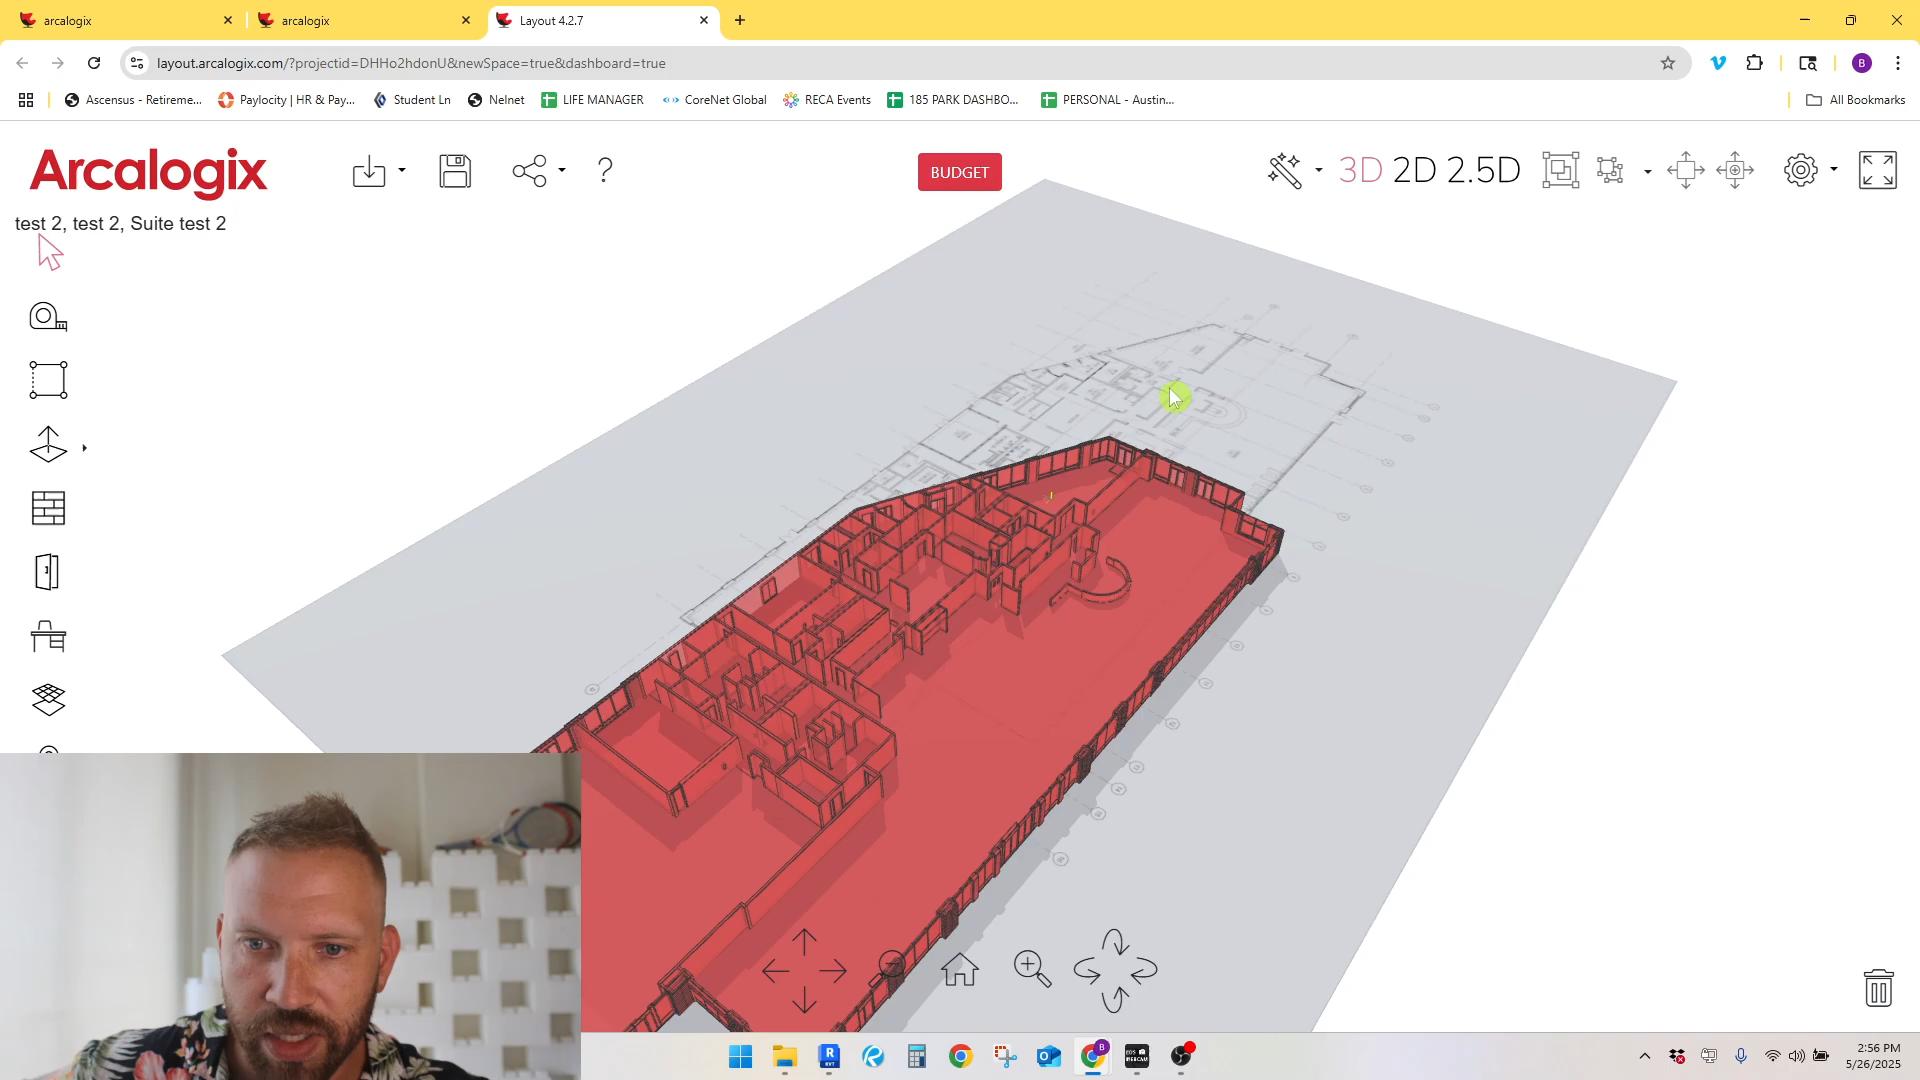 arcalogix
arcalogix
Layout 4.2.7
layout.arcalogix.com/?projectid=DHHo2hdonU&newSpace=true&dashboard=true
B
Ascensus - Retireme...
Paylocity | HR & Pay...
Student Ln
Nelnet
LIFE MANAGER
CoreNet Global
RECA Events
185 PARK DASHBO...
PERSONAL - Austin...
All Bookmarks
Arcalogix
?
BUDGET
3D 2D 2.5D
test 2, test 2, Suite test 2
2:56 PM
5/26/2025